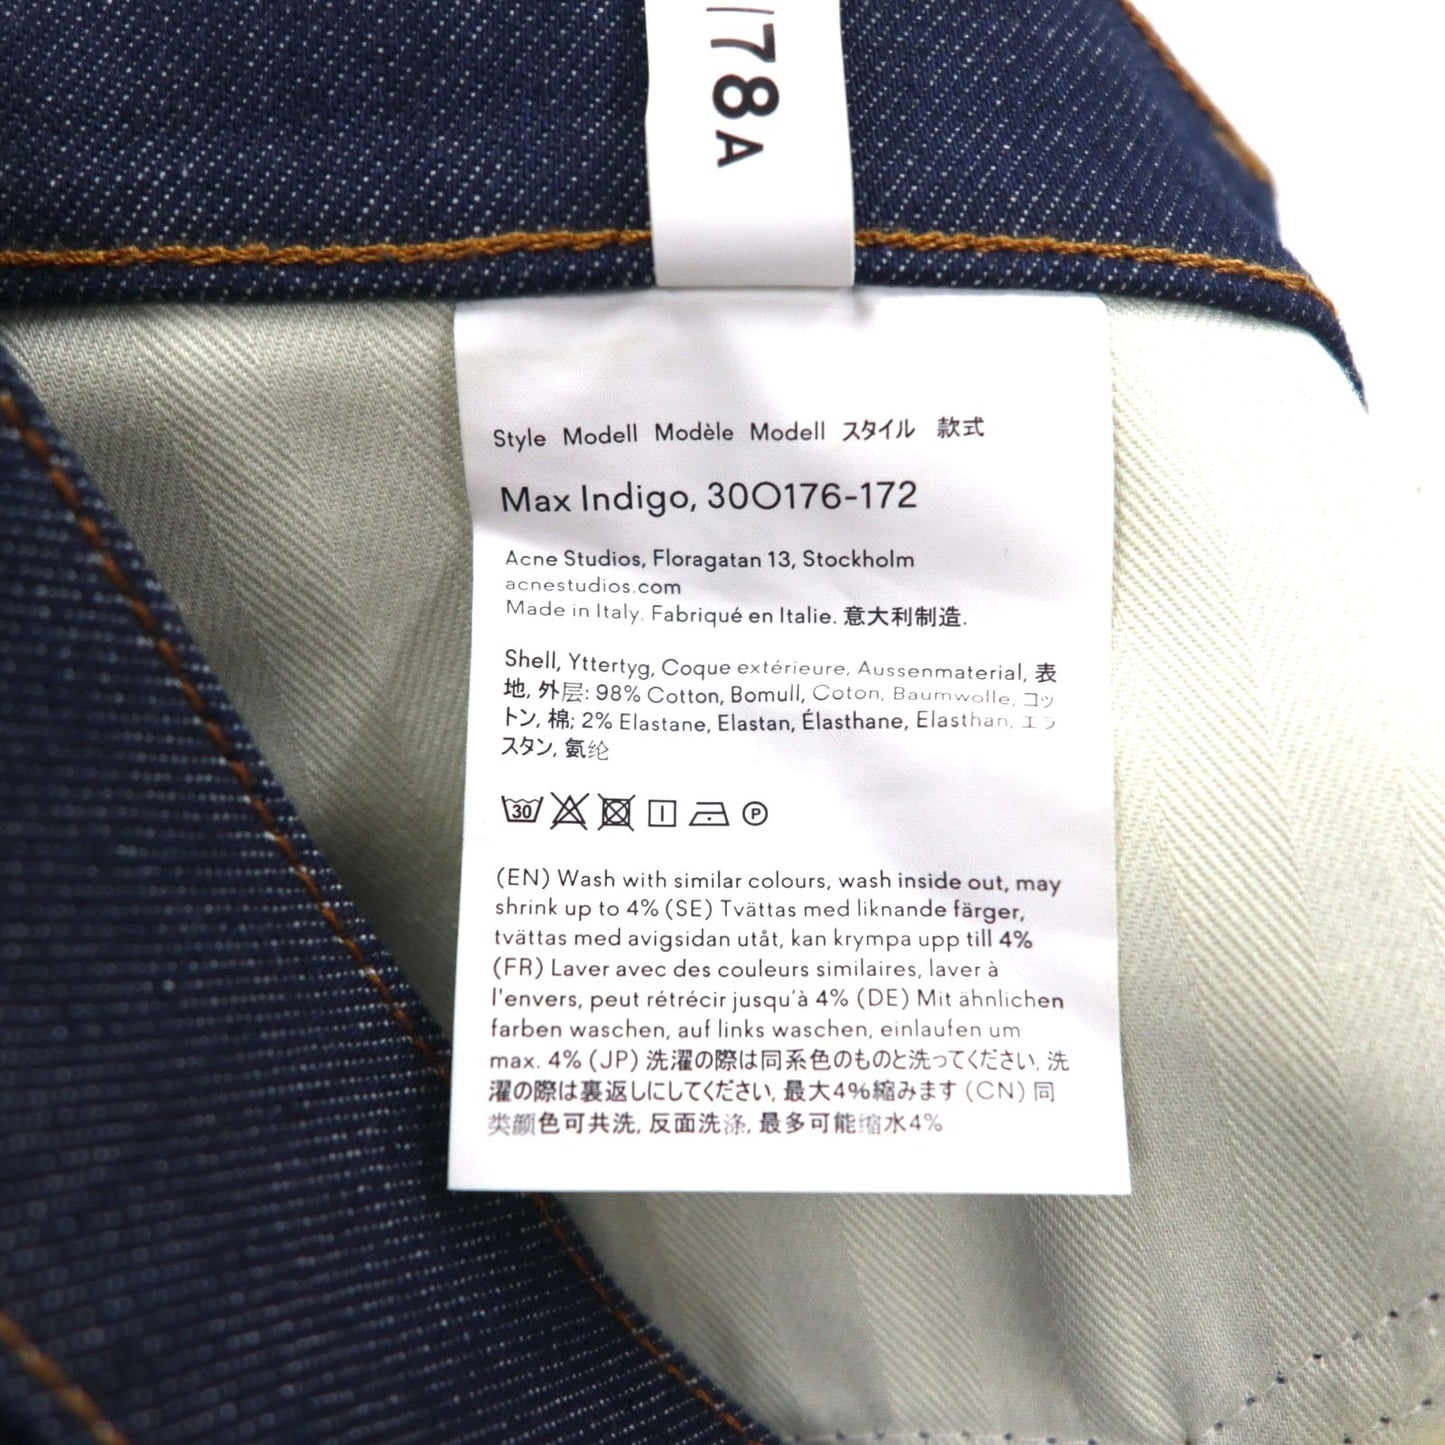 /78A
Style Modell Modèle Modell スタイル 款式
Max Indigo, 30O176-172
Acne Studios, Floragatan 13, Stockholm
acnestudios.com
Made in Italy. Fabriqué en Italie. 意大利制造.
Shell, Yttertyg, Coque extérieure, Aussenmaterial, 表
地, 外层: 98% Cotton, Bomull, Coton, Baumwolle, コッ
トン, 棉; 2% Elastane, Elastan, Élasthane, Elasthan, エラ
スタン, 氨纶
30 P
(EN) Wash with similar colours, wash inside out, may
shrink up to 4% (SE) Tvättas med liknande färger,
tvättas med avigsidan utåt, kan krympa upp till 4%
(FR) Laver avec des couleurs similaires, laver à
l'envers, peut rétrécir jusqu'à 4% (DE) Mit ähnlichen
farben waschen, auf links waschen, einlaufen um
max. 4% (JP) 洗濯の際は同系色のものと洗ってください, 洗
濯の際は裏返しにしてください, 最大4%縮みます (CN) 同
类颜色可共洗, 反面洗涤, 最多可能缩水4%